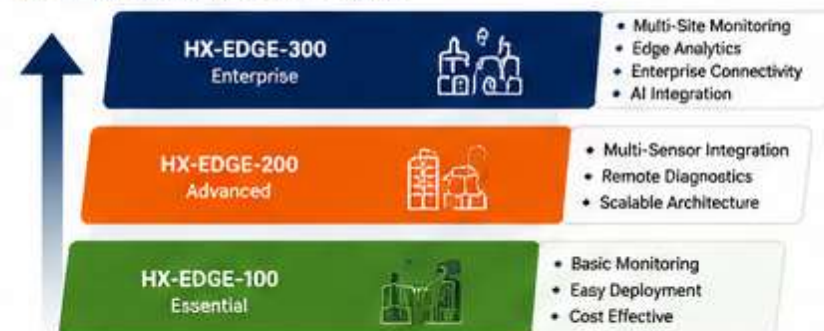 HX-EDGE-300
Enterprise
• Multi-Site Monitoring
• Edge Analytics
• Enterprise Connectivity
• AI Integration
HX-EDGE-200
Advanced
• Multi-Sensor Integration
• Remote Diagnostics
• Scalable Architecture
HX-EDGE-100
Essential
• Basic Monitoring
• Easy Deployment
• Cost Effective